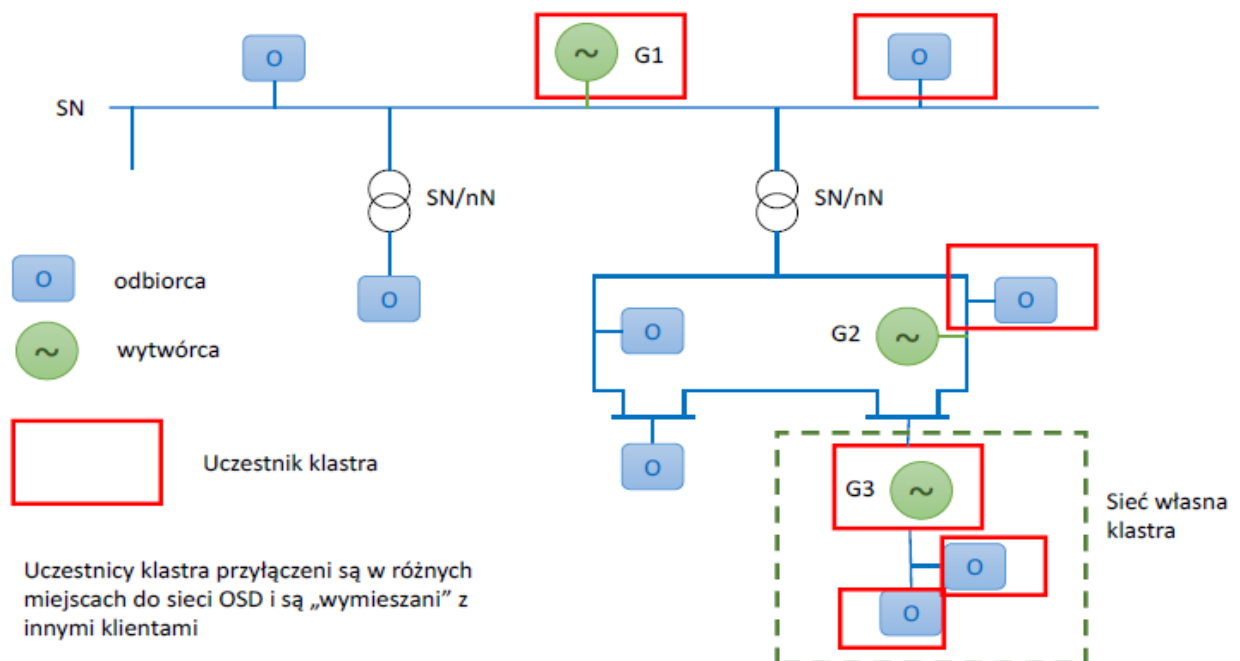 O
G1
O
SN
SN/nN
SN/nN
O
odbiorca
O
O
O
G2
wytwórca
Uczestnik klastra
O
G3
Sieć własna
klastra
O
O
Uczestnicy klastra przyłączeni są w różnych
miejscach do sieci OSD i są „wymieszani” z
innymi klientami